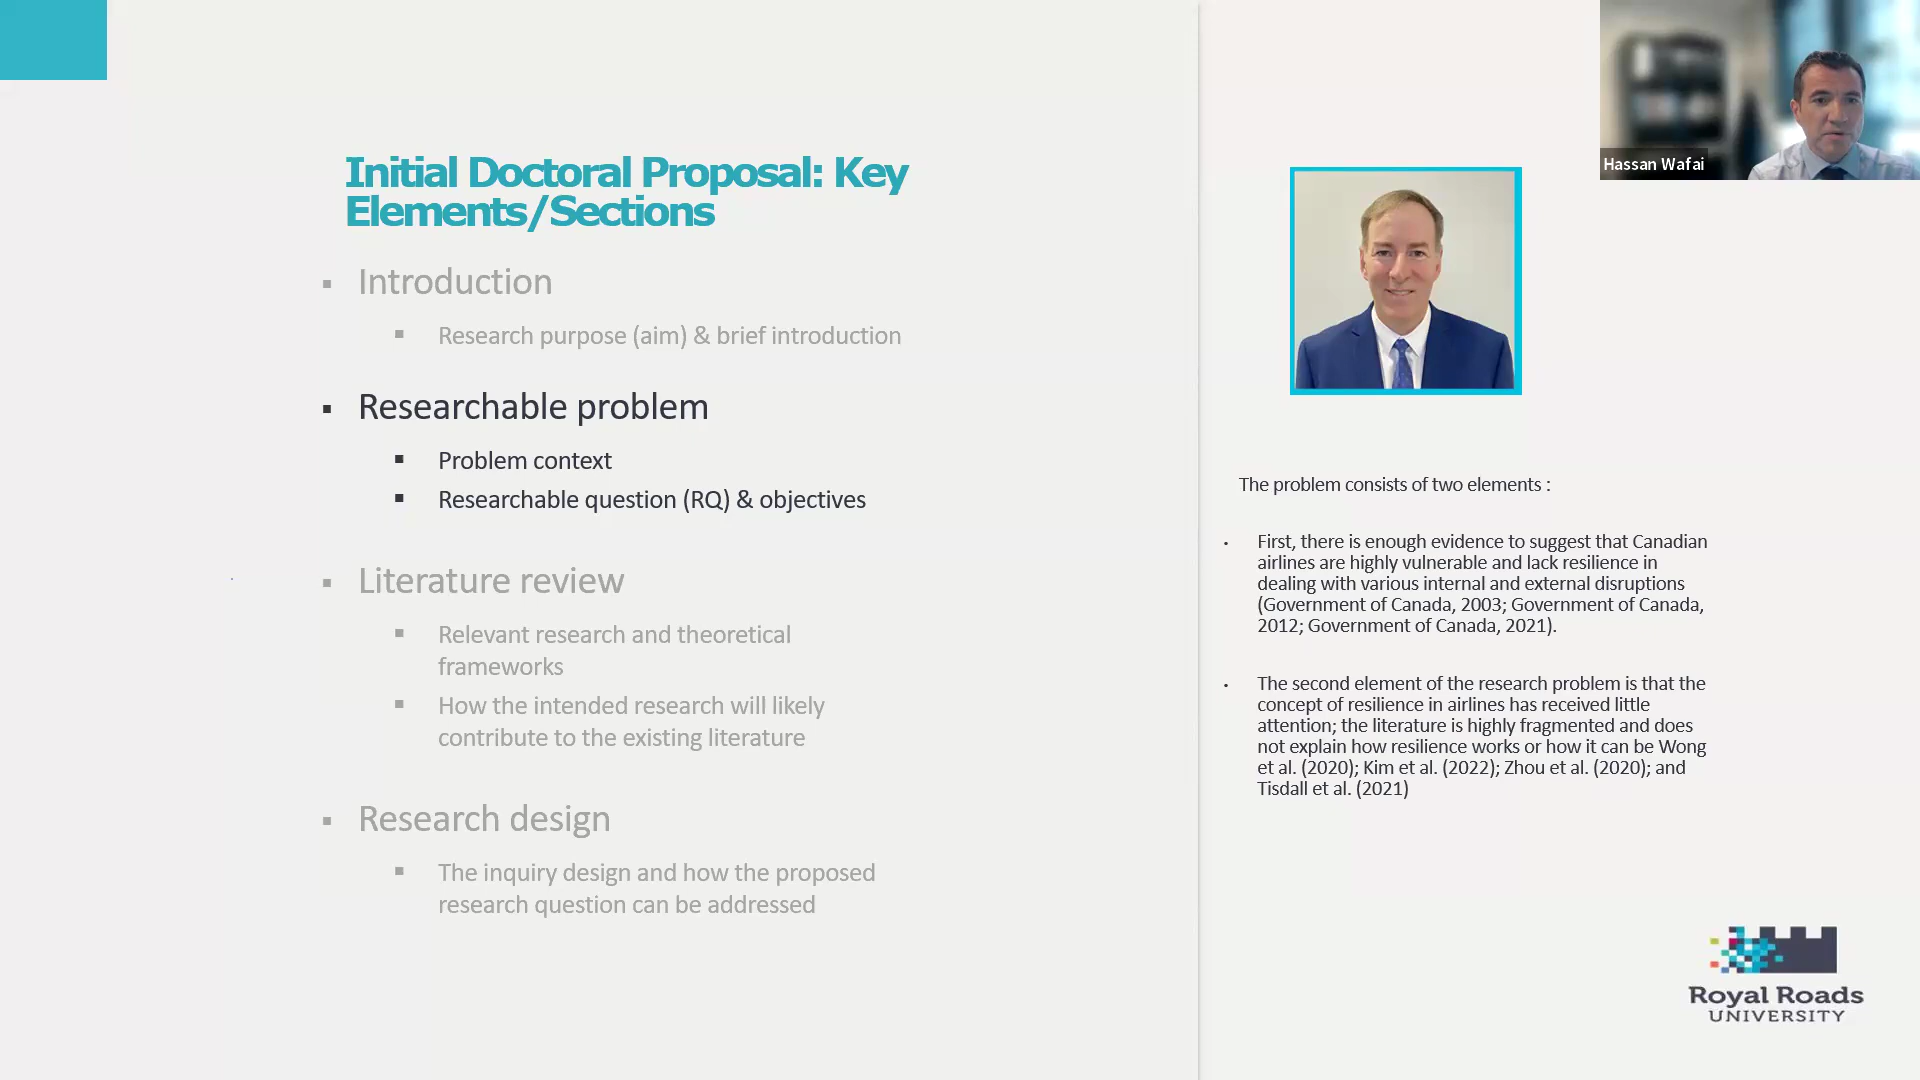 Initial Doctoral Proposal: Key
Elements/Sections
▪ Introduction
▪ Research purpose (aim) & brief introduction
▪ Researchable problem
▪ Problem context
▪ Researchable question (RQ) & objectives
▪ Literature review
▪ Relevant research and theoretical
frameworks
▪ How the intended research will likely
contribute to the existing literature
▪ Research design
▪ The inquiry design and how the proposed
research question can be addressed
Hassan Wafai
The problem consists of two elements :
• First, there is enough evidence to suggest that Canadian
airlines are highly vulnerable and lack resilience in
dealing with various internal and external disruptions
(Government of Canada, 2003; Government of Canada,
2012; Government of Canada, 2021).
• The second element of the research problem is that the
concept of resilience in airlines has received little
attention; the literature is highly fragmented and does
not explain how resilience works or how it can be Wong
et al. (2020); Kim et al. (2022); Zhou et al. (2020); and
Tisdall et al. (2021)
Royal Roads
UNIVERSITY